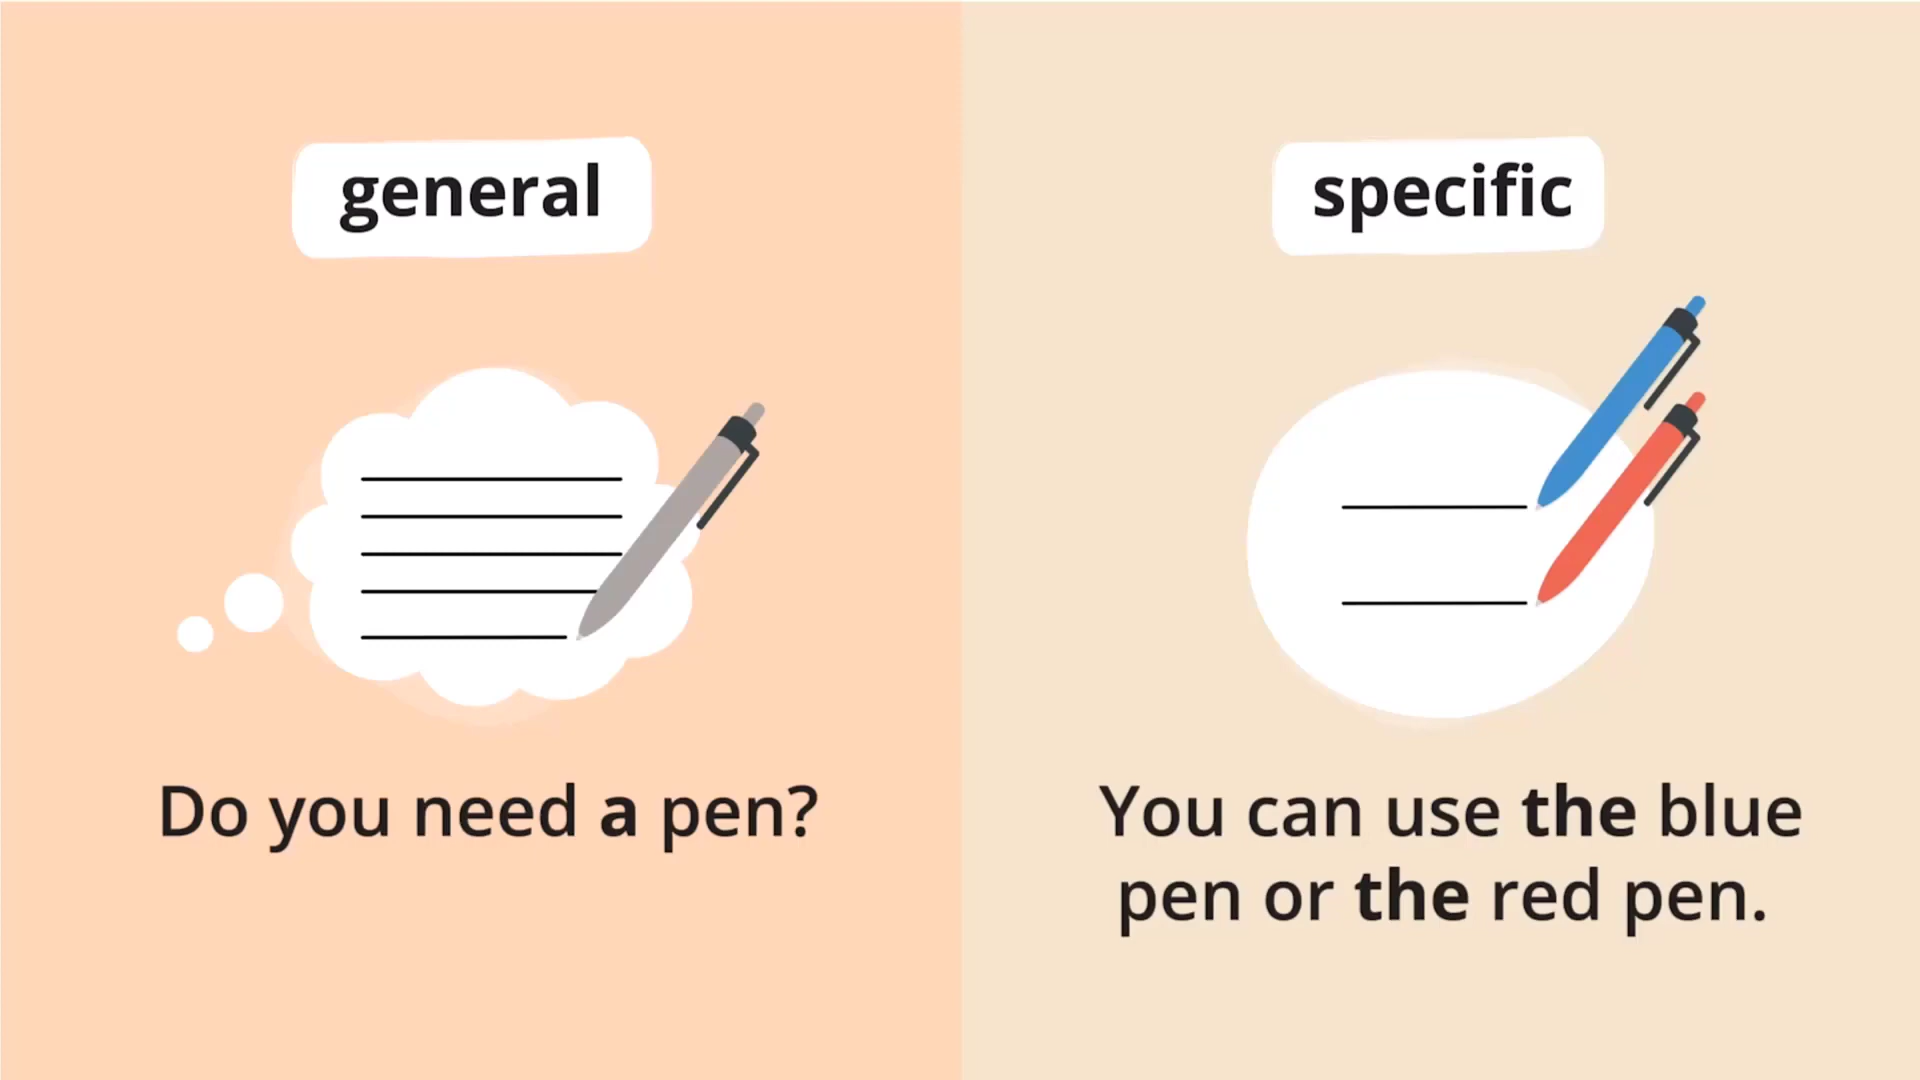 general
Do you need a pen?
specific
You can use the blue
pen or the red pen.